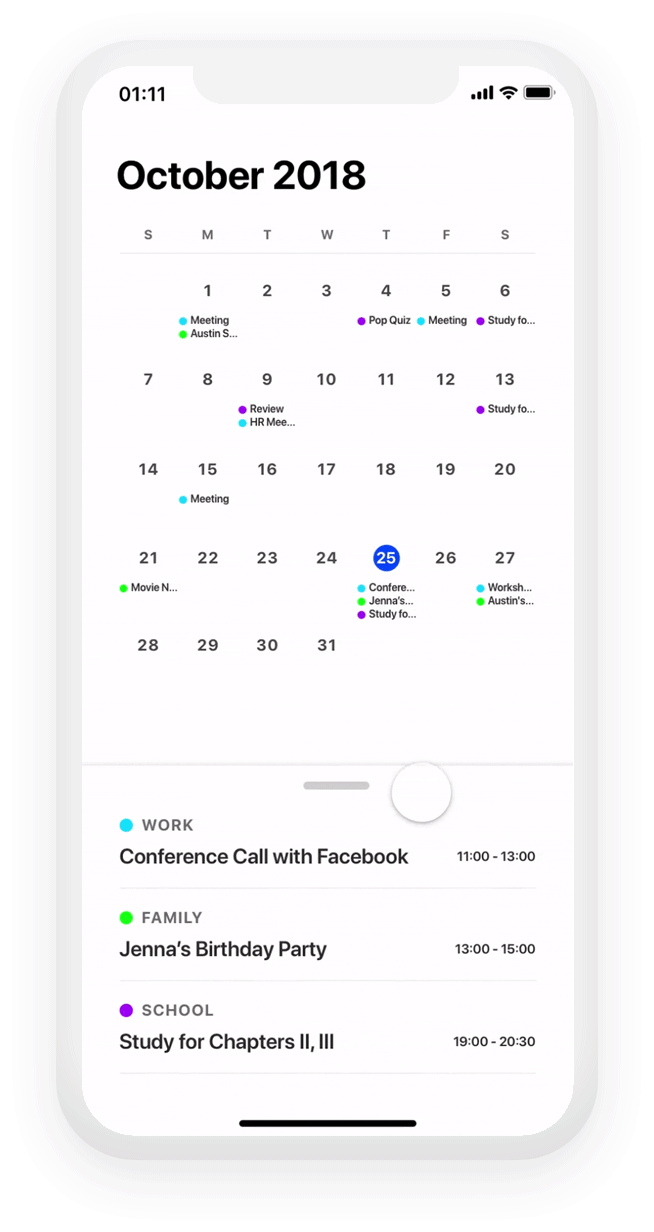 01:11
October 2018
S M T W T F S
1 2 3 4 5 6
Meeting Pop Quiz Meeting Study fo...
Austin S...
7 8 9 10 11 12 13
Review Study fo...
HR Mee...
14 15 16 17 18 19 20
Meeting
21 22 23 24 25 26 27
Movie N... Confere... Worksh...
Jenna's... Austin's...
Study fo...
28 29 30 31
WORK
Conference Call with Facebook 11:00 - 13:00
FAMILY
Jenna’s Birthday Party 13:00 - 15:00
SCHOOL
Study for Chapters II, III 19:00 - 20:30